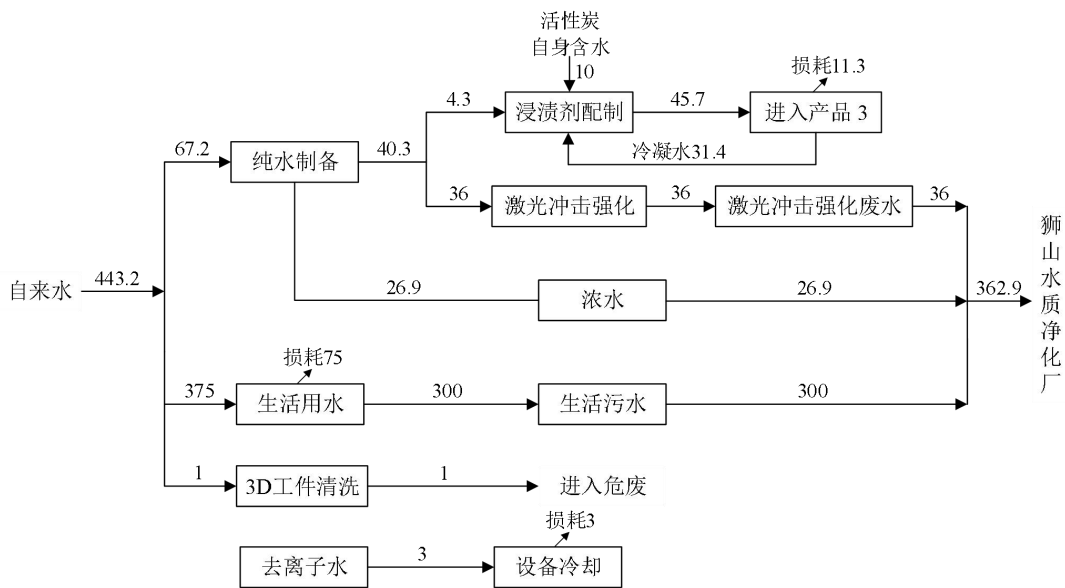 活性炭
自身含水
10
损耗11.3
4.3
浸渍剂配制
45.7
进入产品 3
67.2
纯水制备
40.3
冷凝水31.4
36
激光冲击强化
36
激光冲击强化废水
36
自来水
443.2
26.9
浓水
26.9
362.9
狮山水质净化厂
损耗75
375
生活用水
300
生活污水
300
1
3D工件清洗
1
进入危废
损耗3
去离子水
3
设备冷却